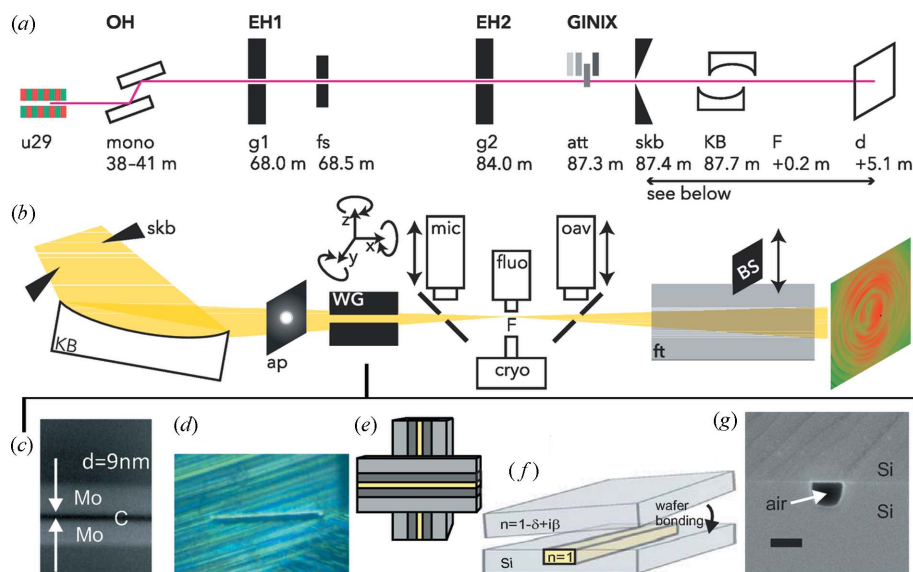 (a)
OH
EH1
EH2
GINIX
u29
mono
38–41 m
g1
68.0 m
fs
68.5 m
g2
84.0 m
att
87.3 m
skb
87.4 m
KB
87.7 m
F
+0.2 m
d
+5.1 m
see below
(b)
skb
KB
ap
z
x
y
WG
mic
fluo
oav
F
cryo
BS
ft
(c)
d=9nm
Mo
C
Mo
(d)
(e)
(f)
n=1-δ+iβ
wafer
bonding
Si
n=1
(g)
Si
air
Si